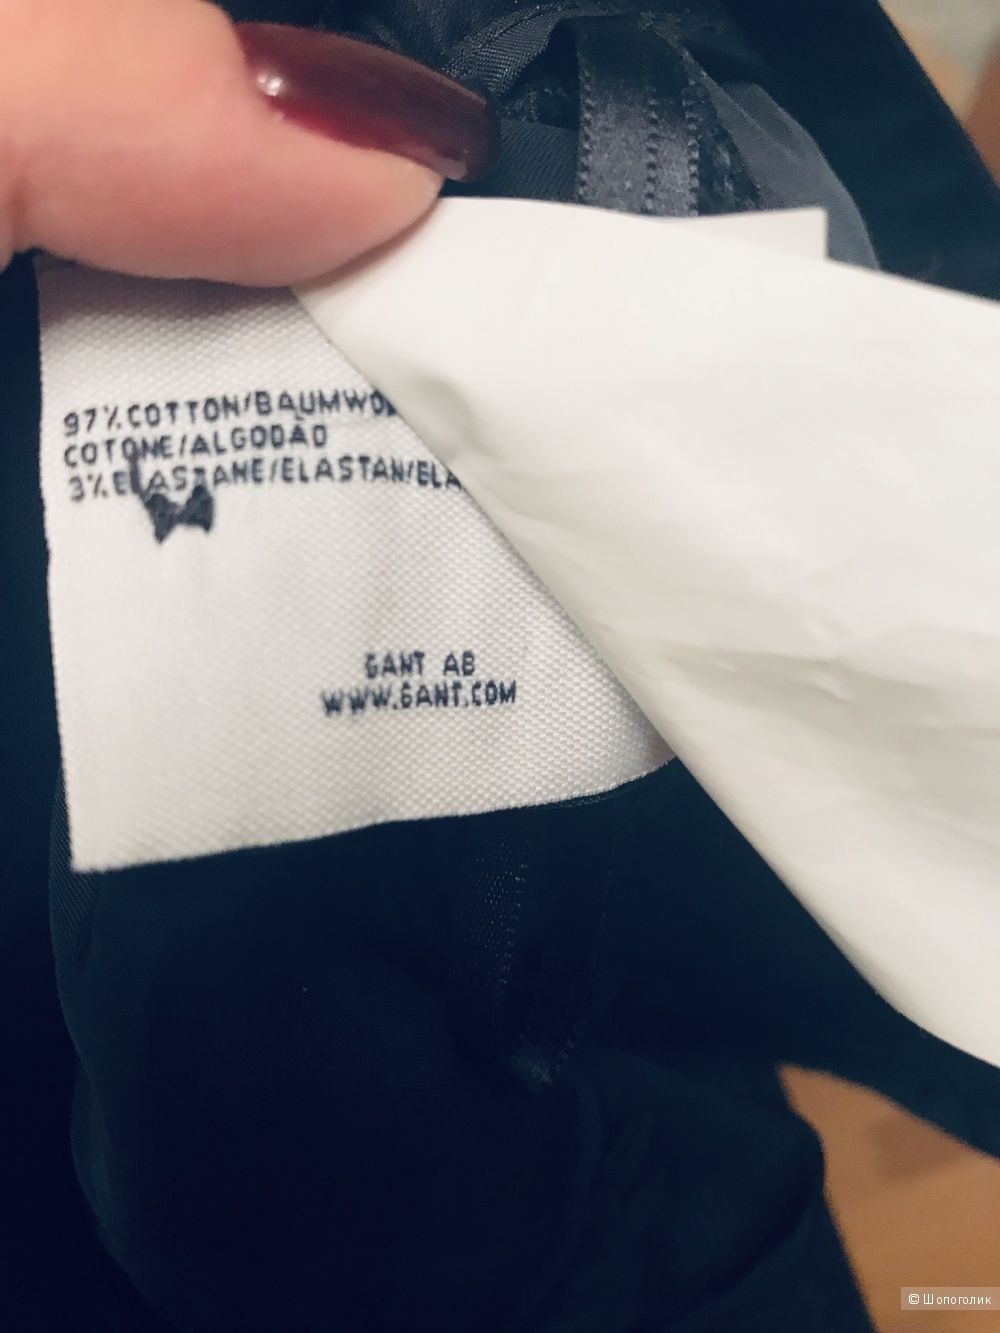 97% COTTON/BAUMWO
COTONE/ALGODÃO
3% ELASTANE/ELASTAN/ELA
GANT AB
WWW.GANT.COM
© Шопоголик